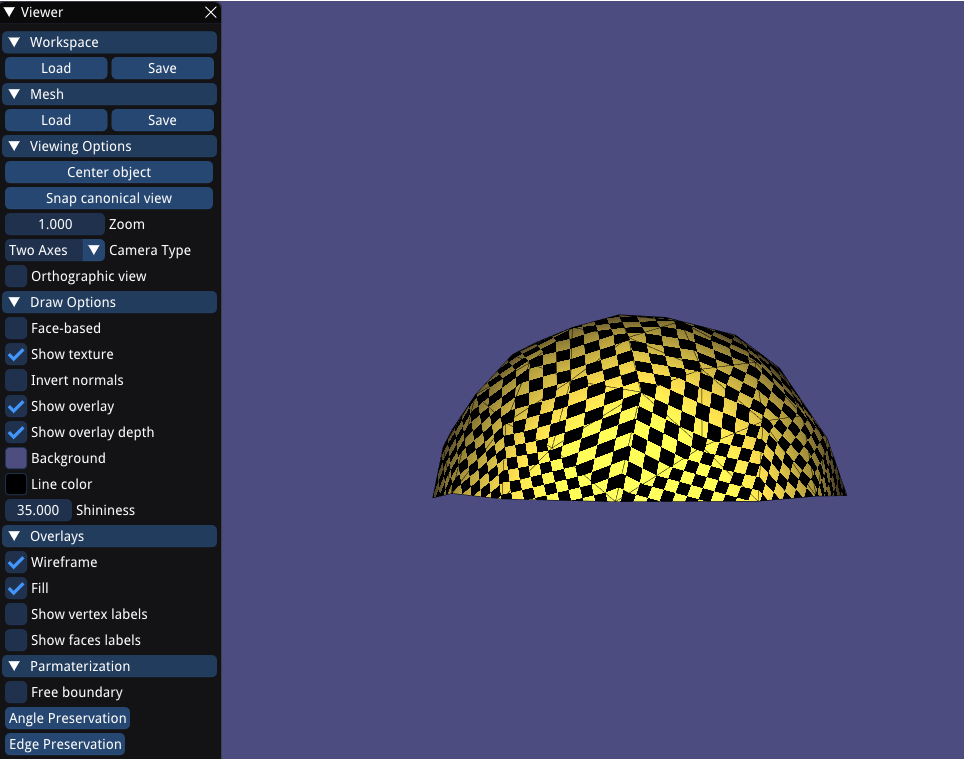 Viewer
Workspace
Load Save
Mesh
Load Save
Viewing Options
Center object
Snap canonical view
1.000 Zoom
Two Axes Camera Type
Orthographic view
Draw Options
Face-based
Show texture
Invert normals
Show overlay
Show overlay depth
Background
Line color
35.000 Shininess
Overlays
Wireframe
Fill
Show vertex labels
Show faces labels
Parmaterization
Free boundary
Angle Preservation
Edge Preservation